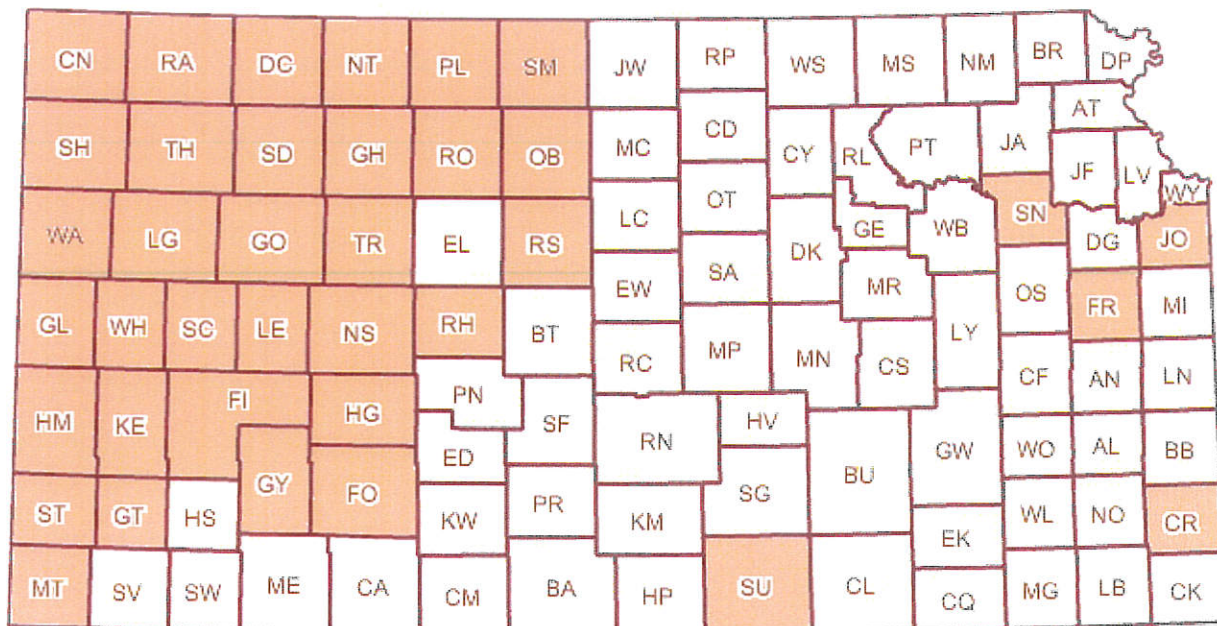 CN RA DC NT PL SM JW RP WS MS NM BR DP
AT
SH TH SD GH RO OB MC CD CY RL PT JA JF LV WY
WA LG GO TR EL RS LC OT DK GE WB SN DG JO
GL WH SC LE NS RH BT EW SA MR OS FR MI
RC MP MN CS LY CF AN LN
HM KE FI HG PN SF RN HV
ED BU GW WO AL BB
ST GT HS GY FO KW PR KM SG EK WL NO CR
MT SV SW ME CA CM BA HP SU CL CQ MG LB CK